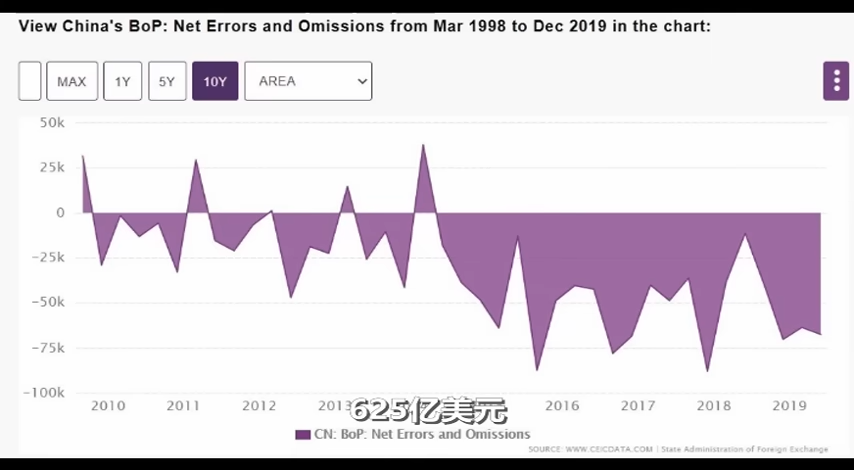 View China's BoP: Net Errors and Omissions from Mar 1998 to Dec 2019 in the chart:
MAX 1Y 5Y 10Y AREA
50k
25k
0
-25k
-50k
-75k
-100k
2010 2011 2012 2013 2016 2017 2018 2019
625亿美元
CN: BoP: Net Errors and Omissions
SOURCE: WWW.CEICDATA.COM | State Administration of Foreign Exchange